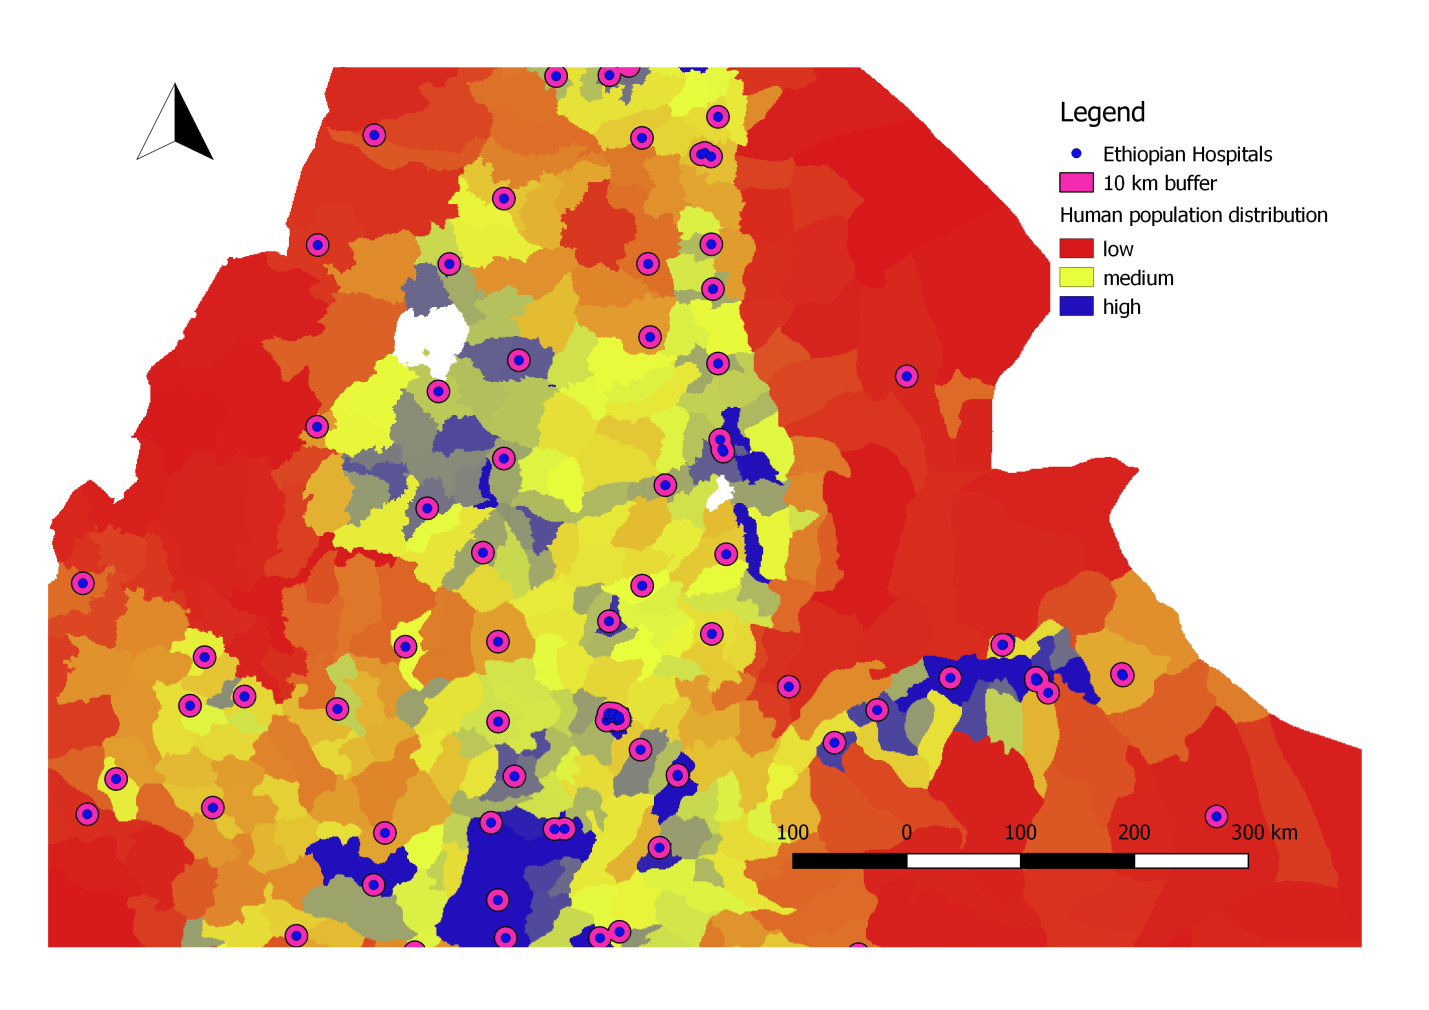 Legend
Ethiopian Hospitals
10 km buffer
Human population distribution
low
medium
high
100 0 100 200 300 km